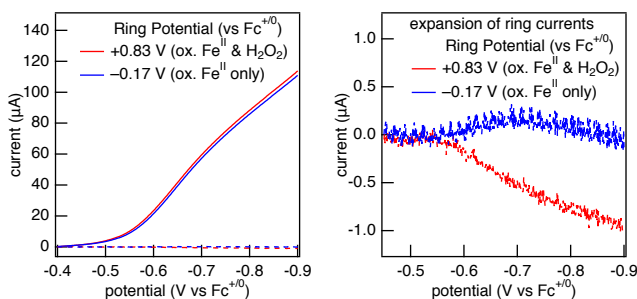 Ring Potential (vs Fc+/0)
+0.83 V (ox. FeII & H2O2)
−0.17 V (ox. FeII only)
140
120
100
80
60
40
20
0
current (µA)
-0.4 -0.5 -0.6 -0.7 -0.8 -0.9
potential (V vs Fc+/0)
expansion of ring currents
Ring Potential (vs Fc+/0)
+0.83 V (ox. FeII & H2O2)
−0.17 V (ox. FeII only)
1.0
0.5
0.0
-0.5
-1.0
current (µA)
-0.5 -0.6 -0.7 -0.8 -0.9
potential (V vs Fc+/0)